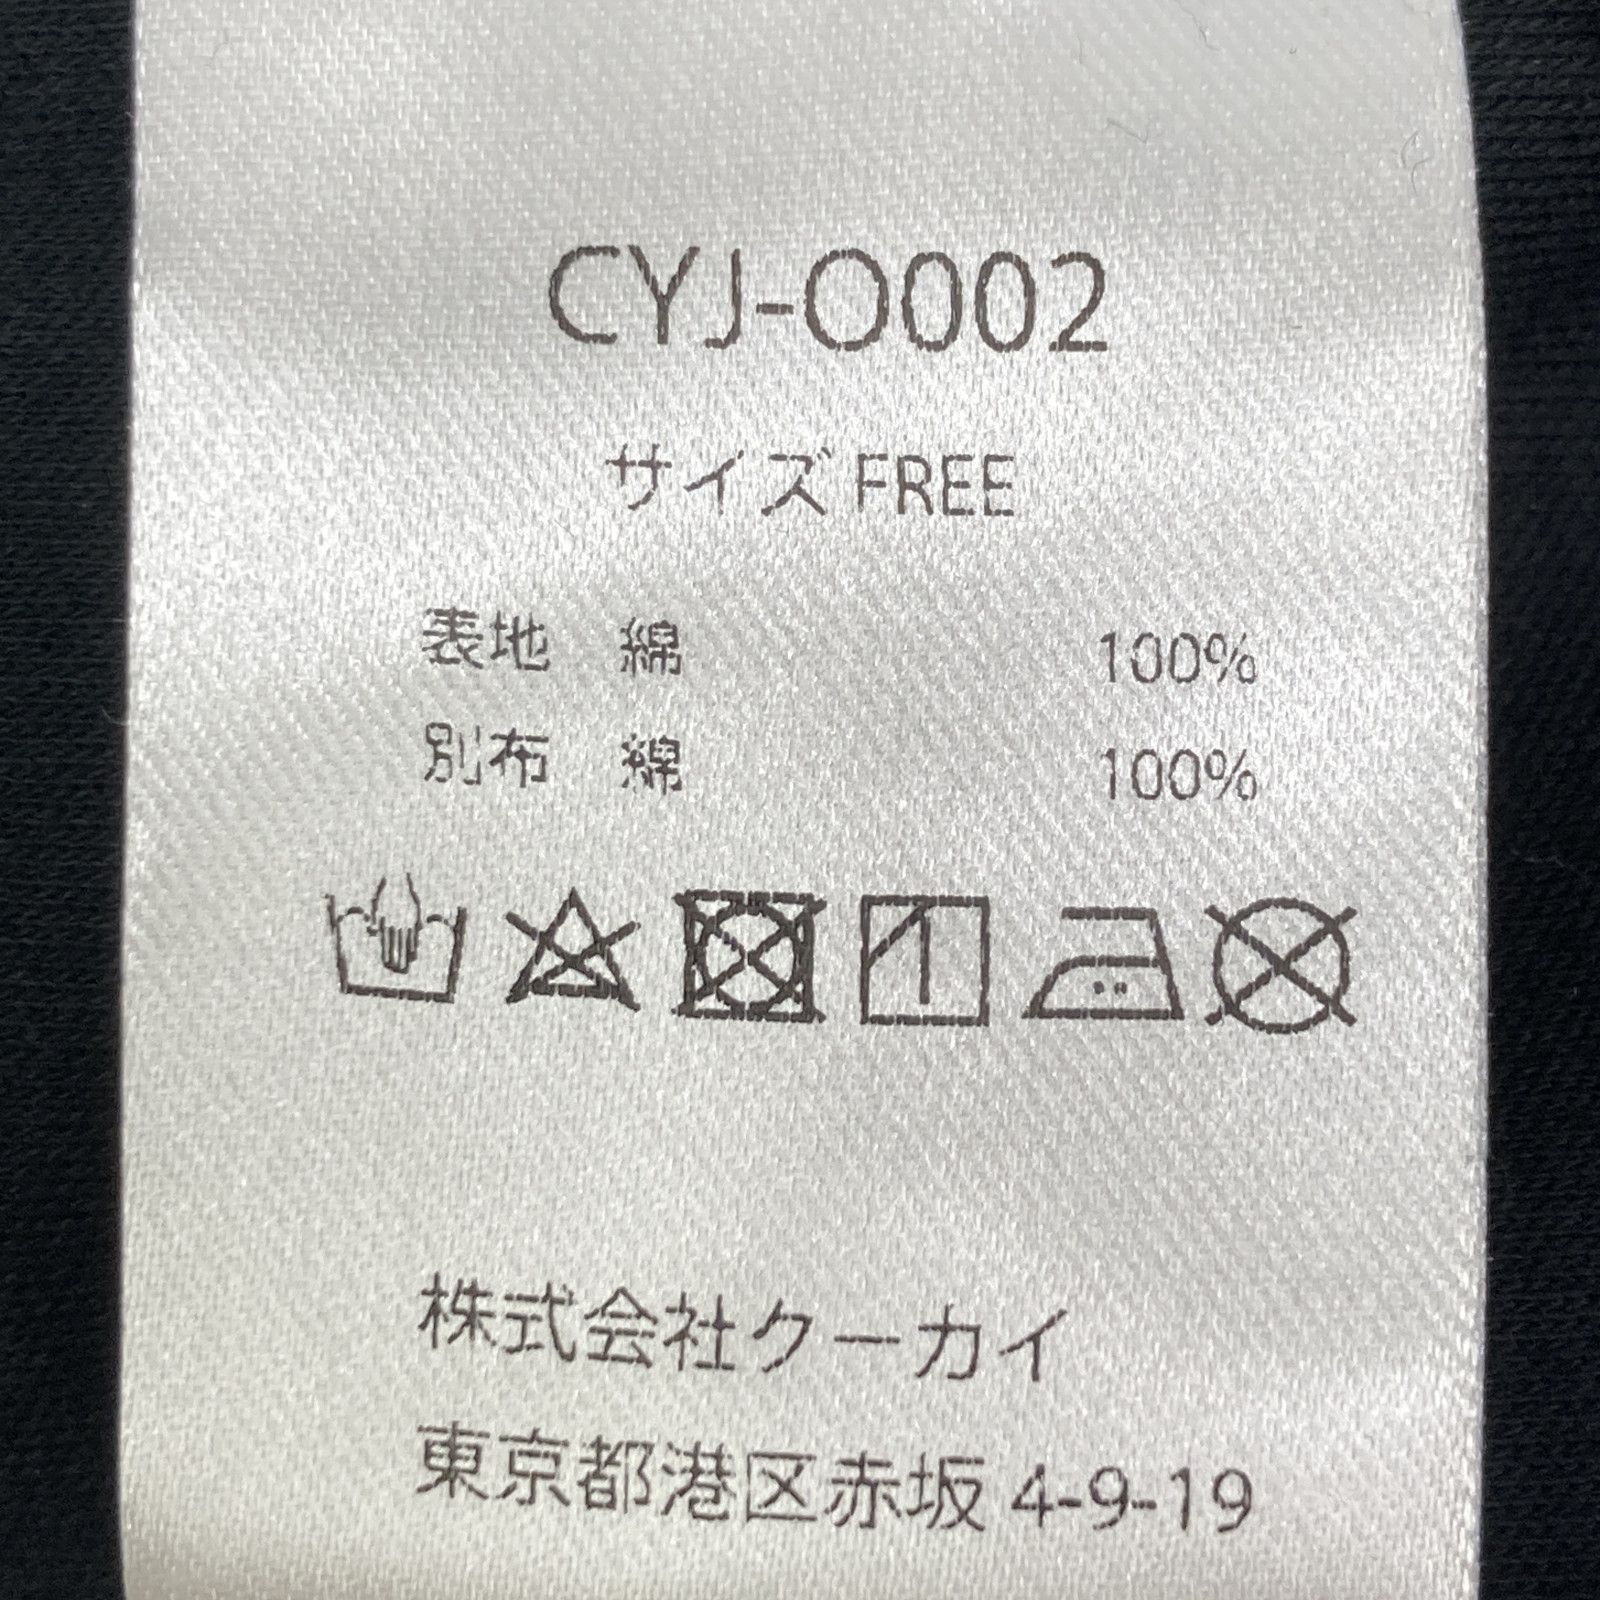 CYJ-O002
サイズ FREE
表地 綿 100%
別布 綿 100%
株式会社クーカイ
東京都港区赤坂 4-9-19